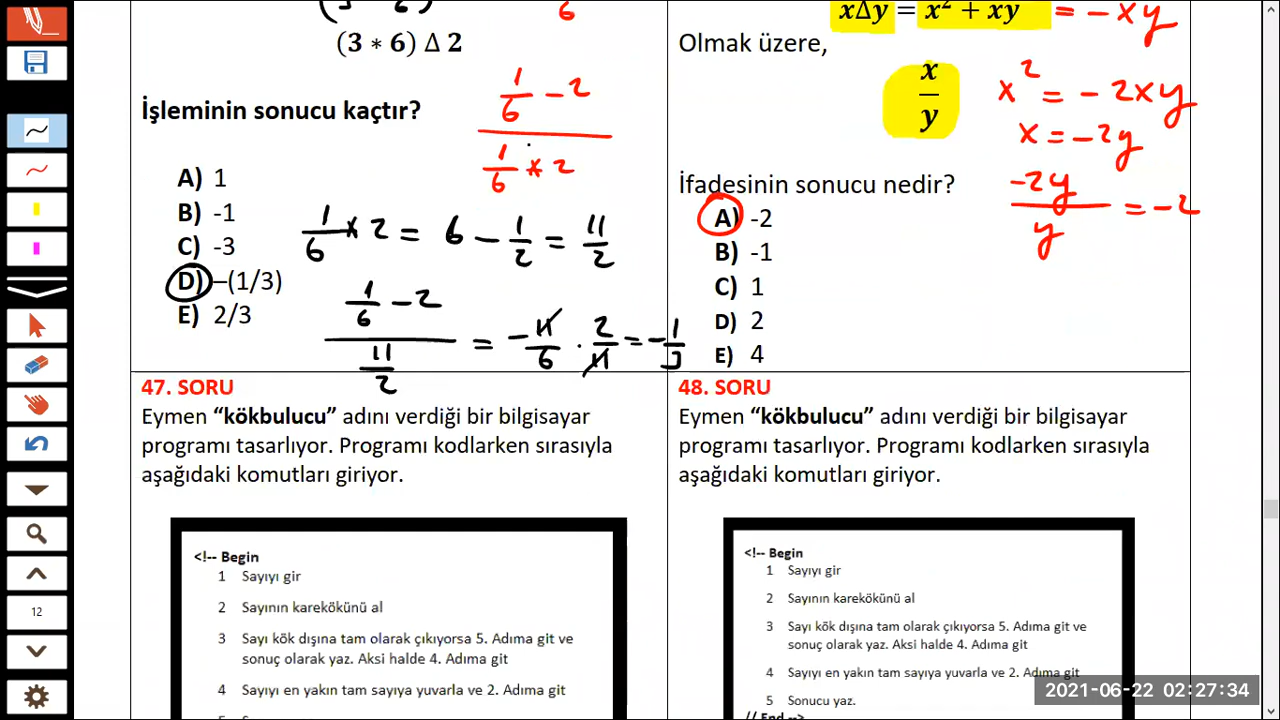 (3 * 6) Δ 2
1/6 - 2
1/6 * 2
İşleminin sonucu kaçtır?
A) 1
B) -1
C) -3
D) –(1/3)
E) 2/3
1/6 * 2 = 6 - 1/2 = 11/2
1/6 - 2
11/2
= - 11/6 . 2/11 = - 1/3
47. SORU
Eymen “kökbulucu” adını verdiği bir bilgisayar
programı tasarlıyor. Programı kodlarken sırasıyla
aşağıdaki komutları giriyor.
<!-- Begin
1 Sayıyı gir
2 Sayının karekökünü al
3 Sayı kök dışına tam olarak çıkıyorsa 5. Adıma git ve
sonuç olarak yaz. Aksi halde 4. Adıma git
4 Sayıyı en yakın tam sayıya yuvarla ve 2. Adıma git
xΔy = x² + xy = - xy
Olmak üzere,
x
y
x² = - 2xy
x = -2y
-2y/y = -2
İfadesinin sonucu nedir?
A) -2
B) -1
C) 1
D) 2
E) 4
48. SORU
Eymen “kökbulucu” adını verdiği bir bilgisayar
programı tasarlıyor. Programı kodlarken sırasıyla
aşağıdaki komutları giriyor.
<!-- Begin
1 Sayıyı gir
2 Sayının karekökünü al
3 Sayı kök dışına tam olarak çıkıyorsa 5. Adıma git ve
sonuç olarak yaz. Aksi halde 4. Adıma git
4 Sayıyı en yakın tam sayıya yuvarla ve 2. Adıma git
5 Sonucu yaz.
// End -->
12
2021-06-22 02:27:34